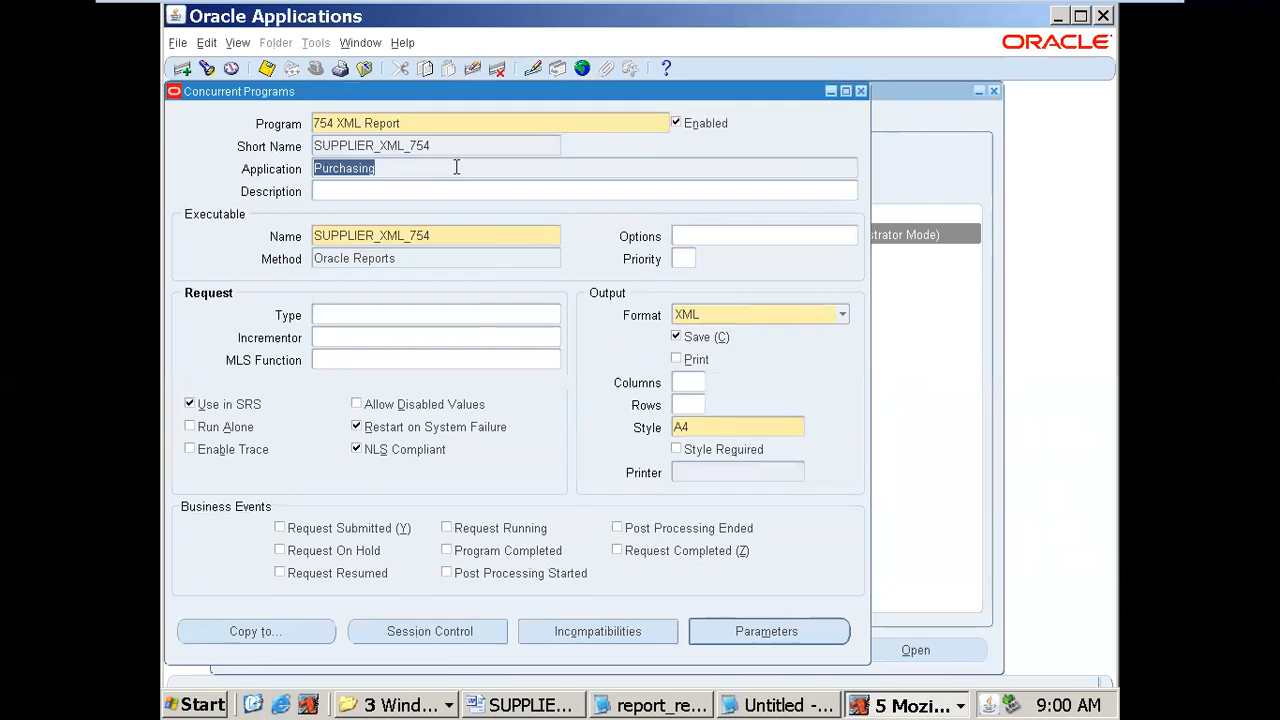 Oracle Applications
File Edit View Folder Tools Window Help
ORACLE
Concurrent Programs
Program 754 XML Report Enabled
Short Name SUPPLIER_XML_754
Application Purchasing
Description
Executable
Name SUPPLIER_XML_754 Options
strator Mode)
Method Oracle Reports Priority
Request
Output
Type
Format XML
Incrementor
Save (C)
MLS Function
Print
Columns
Use in SRS Allow Disabled Values
Rows
Run Alone Restart on System Failure
Style A4
Enable Trace NLS Compliant
Style Required
Printer
Business Events
Request Submitted (Y) Request Running Post Processing Ended
Request On Hold Program Completed Request Completed (Z)
Request Resumed Post Processing Started
Copy to... Session Control Incompatibilities Parameters
Open
Start 3 Wind... SUPPLIE... report_re... Untitled -... 5 Mozi... 9:00 AM